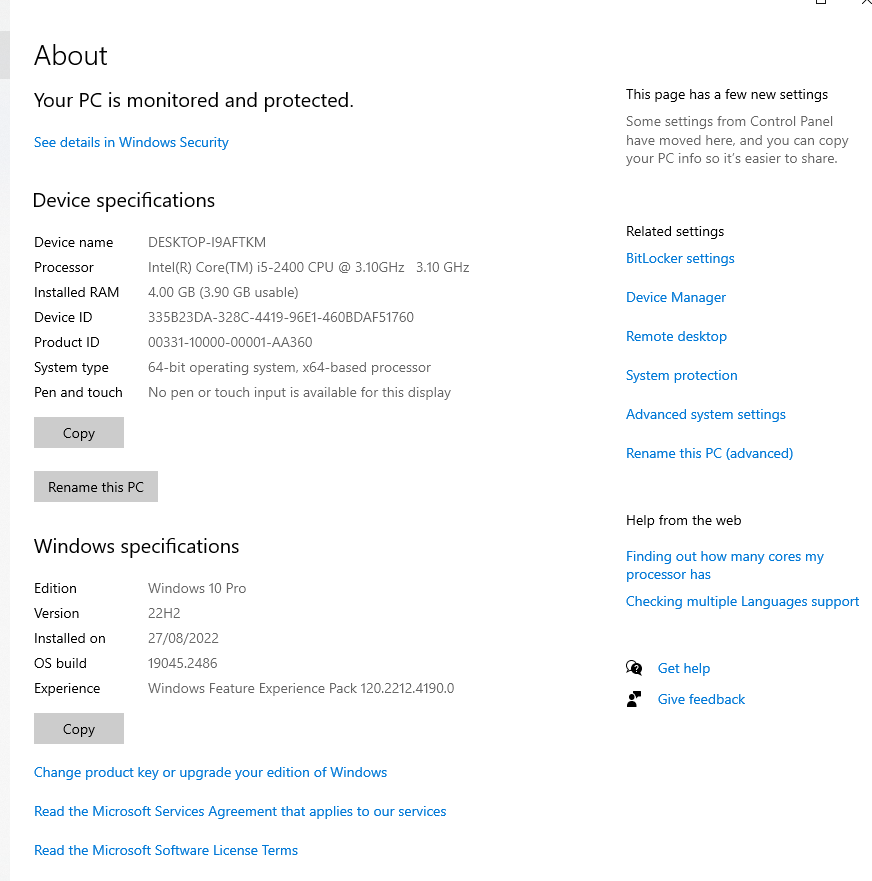 About
Your PC is monitored and protected.
See details in Windows Security
Device specifications
Device name DESKTOP-I9AFTKM
Processor Intel(R) Core(TM) i5-2400 CPU @ 3.10GHz 3.10 GHz
Installed RAM 4.00 GB (3.90 GB usable)
Device ID 335B23DA-328C-4419-96E1-460BDAF51760
Product ID 00331-10000-00001-AA360
System type 64-bit operating system, x64-based processor
Pen and touch No pen or touch input is available for this display
Copy
Rename this PC
Windows specifications
Edition Windows 10 Pro
Version 22H2
Installed on 27/08/2022
OS build 19045.2486
Experience Windows Feature Experience Pack 120.2212.4190.0
Copy
Change product key or upgrade your edition of Windows
Read the Microsoft Services Agreement that applies to our services
Read the Microsoft Software License Terms
This page has a few new settings
Some settings from Control Panel
have moved here, and you can copy
your PC info so it’s easier to share.
Related settings
BitLocker settings
Device Manager
Remote desktop
System protection
Advanced system settings
Rename this PC (advanced)
Help from the web
Finding out how many cores my
processor has
Checking multiple Languages support
Get help
Give feedback